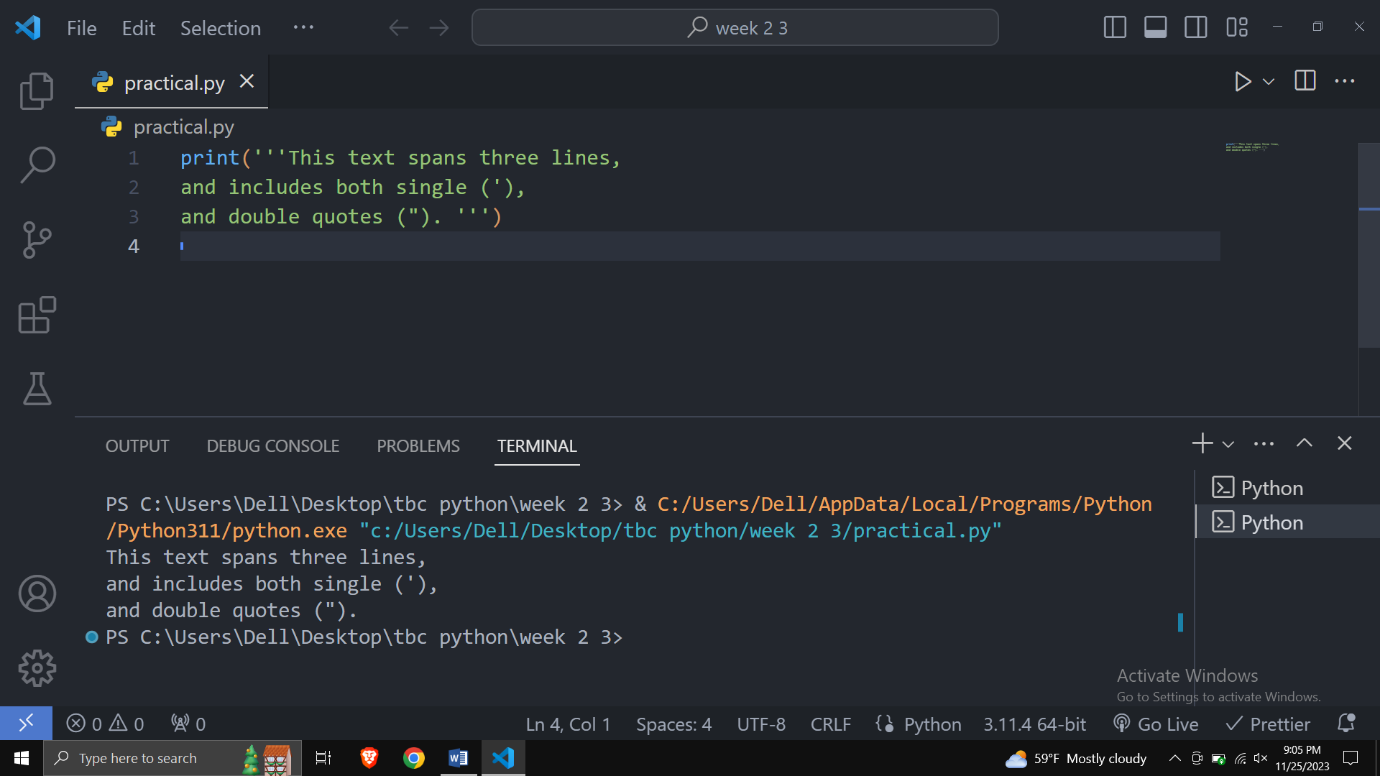 File Edit Selection ··· week 2 3
practical.py
practical.py
1 print('''This text spans three lines,
2 and includes both single ('),
3 and double quotes ("). ''')
4
OUTPUT DEBUG CONSOLE PROBLEMS TERMINAL
PS C:\Users\Dell\Desktop\tbc python\week 2 3> & C:/Users/Dell/AppData/Local/Programs/Python
/Python311/python.exe "c:/Users/Dell/Desktop/tbc python/week 2 3/practical.py"
This text spans three lines,
and includes both single ('),
and double quotes (").
PS C:\Users\Dell\Desktop\tbc python\week 2 3>
Python
Python
Activate Windows
Go to Settings to activate Windows.
0 0 0 Ln 4, Col 1 Spaces: 4 UTF-8 CRLF Python 3.11.4 64-bit Go Live Prettier
Type here to search 59°F Mostly cloudy 9:05 PM
11/25/2023